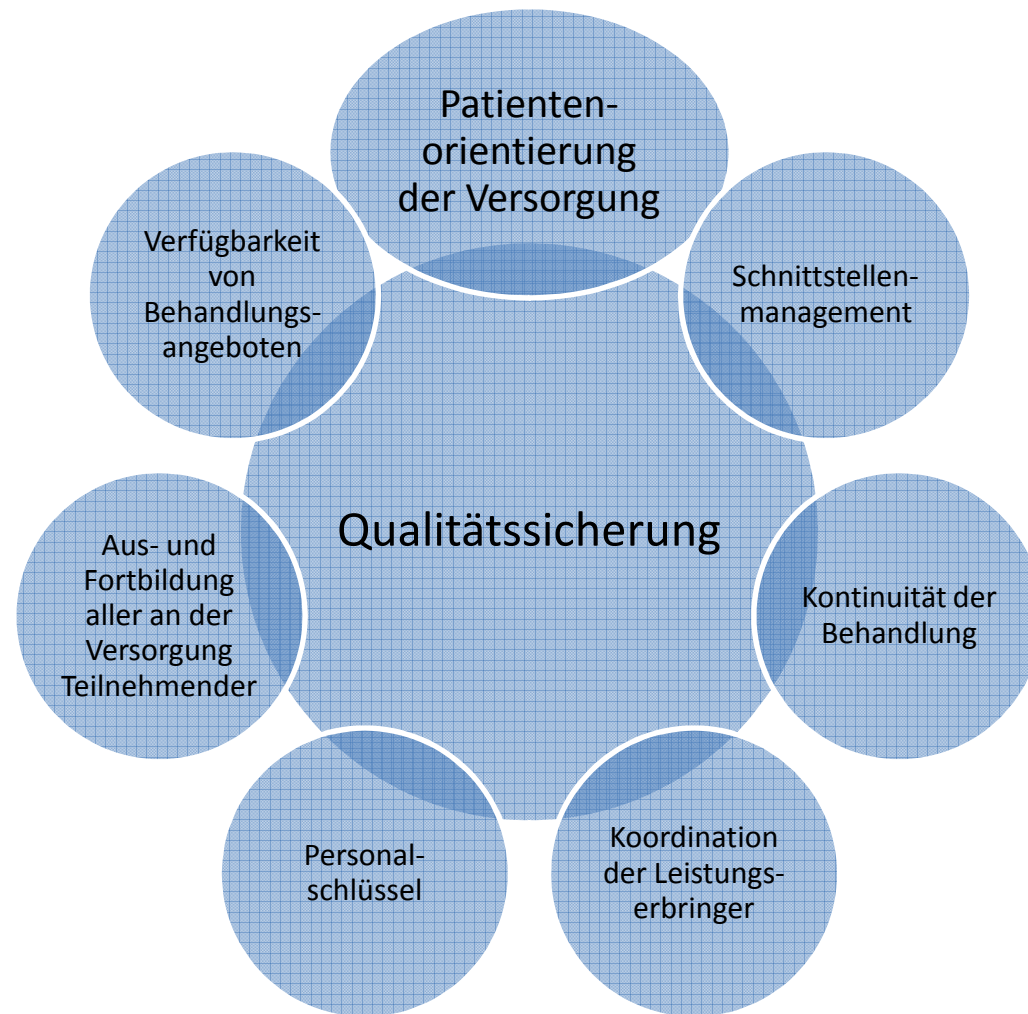 Patienten-
orientierung
der Versorgung
Schnittstellen-
management
Kontinuität der
Behandlung
Koordination
der Leistungs-
erbringer
Personal-
schlüssel
Aus- und
Fortbildung
aller an der
Versorgung
Teilnehmender
Verfügbarkeit
von
Behandlungs-
angeboten
Qualitätssicherung